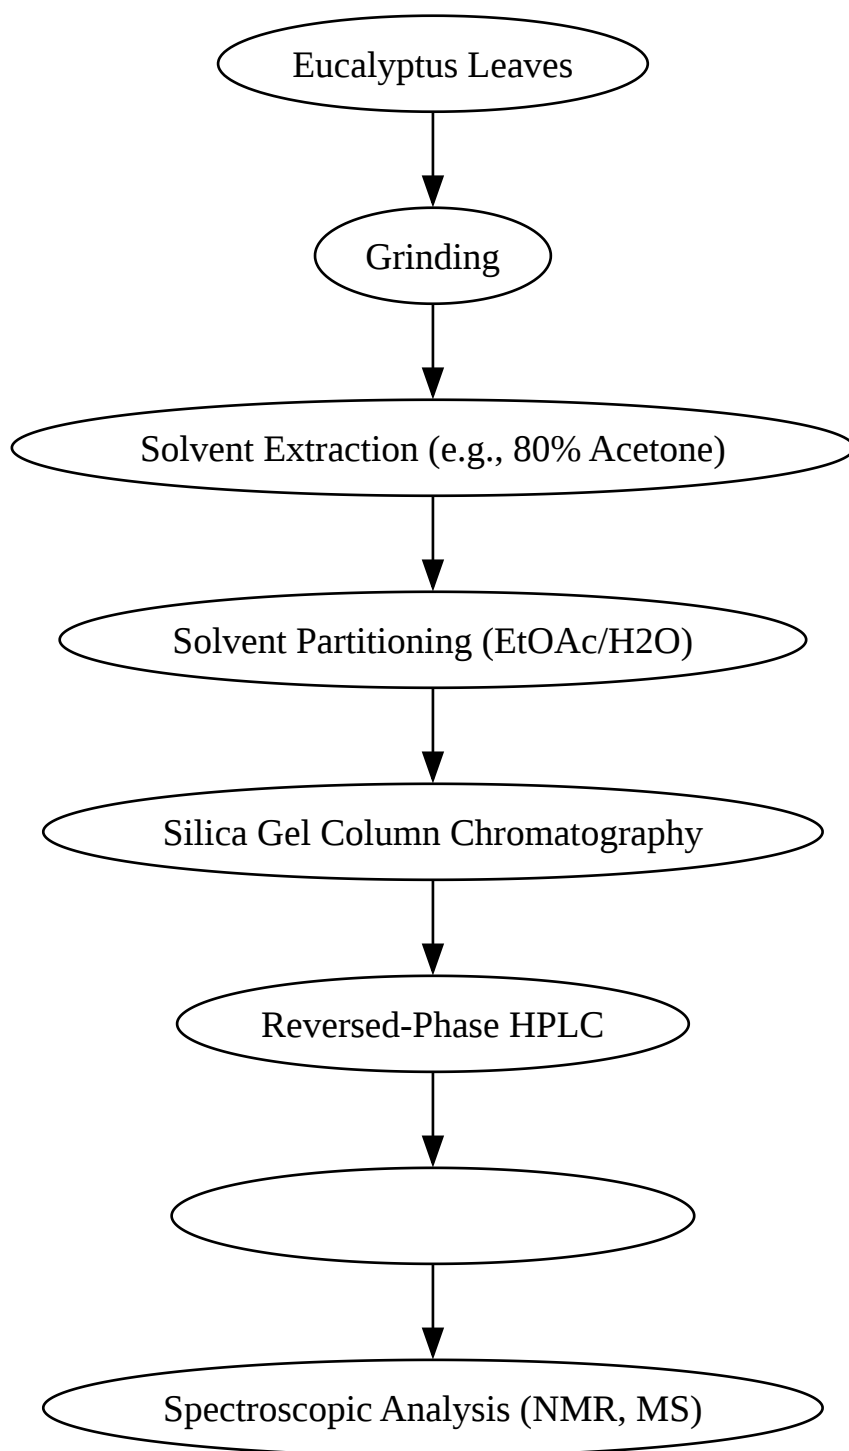 Eucalyptus Leaves
Grinding
Solvent Extraction (e.g., 80% Acetone)
Solvent Partitioning (EtOAc/H2O)
Silica Gel Column Chromatography
Reversed-Phase HPLC
Spectroscopic Analysis (NMR, MS)